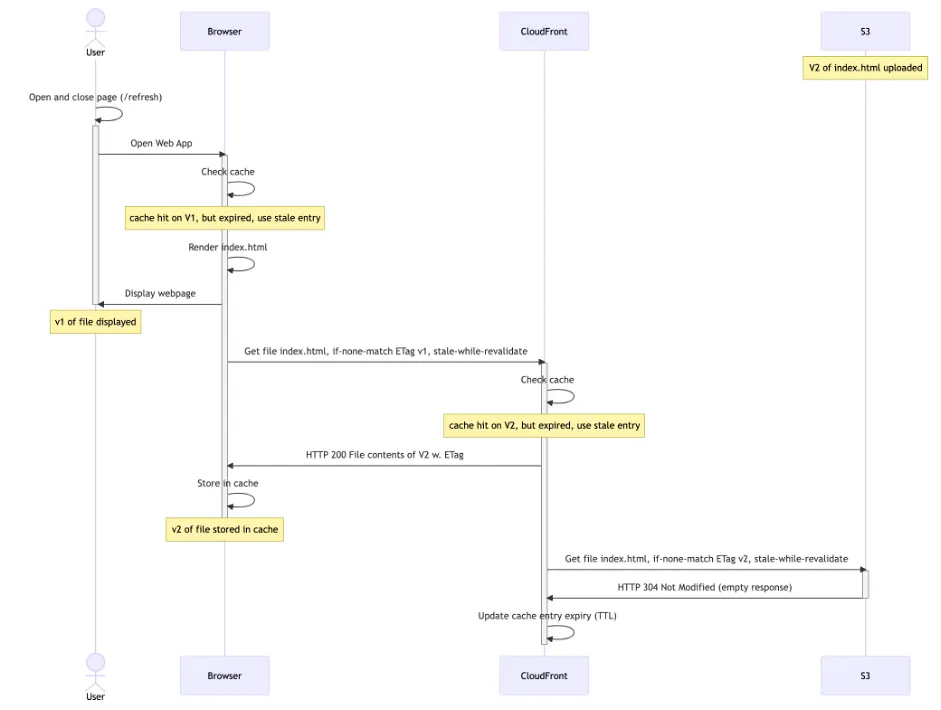 User
Browser
CloudFront
S3
V2 of index.html uploaded
Open and close page (/refresh)
Open Web App
Check cache
cache hit on V1, but expired, use stale entry
Render index.html
Display webpage
v1 of file displayed
Get file index.html, if-none-match ETag v1, stale-while-revalidate
Check cache
cache hit on V2, but expired, use stale entry
HTTP 200 File contents of V2 w. ETag
Store in cache
v2 of file stored in cache
Get file index.html, if-none-match ETag v2, stale-while-revalidate
HTTP 304 Not Modified (empty response)
Update cache entry expiry (TTL)
User
Browser
CloudFront
S3